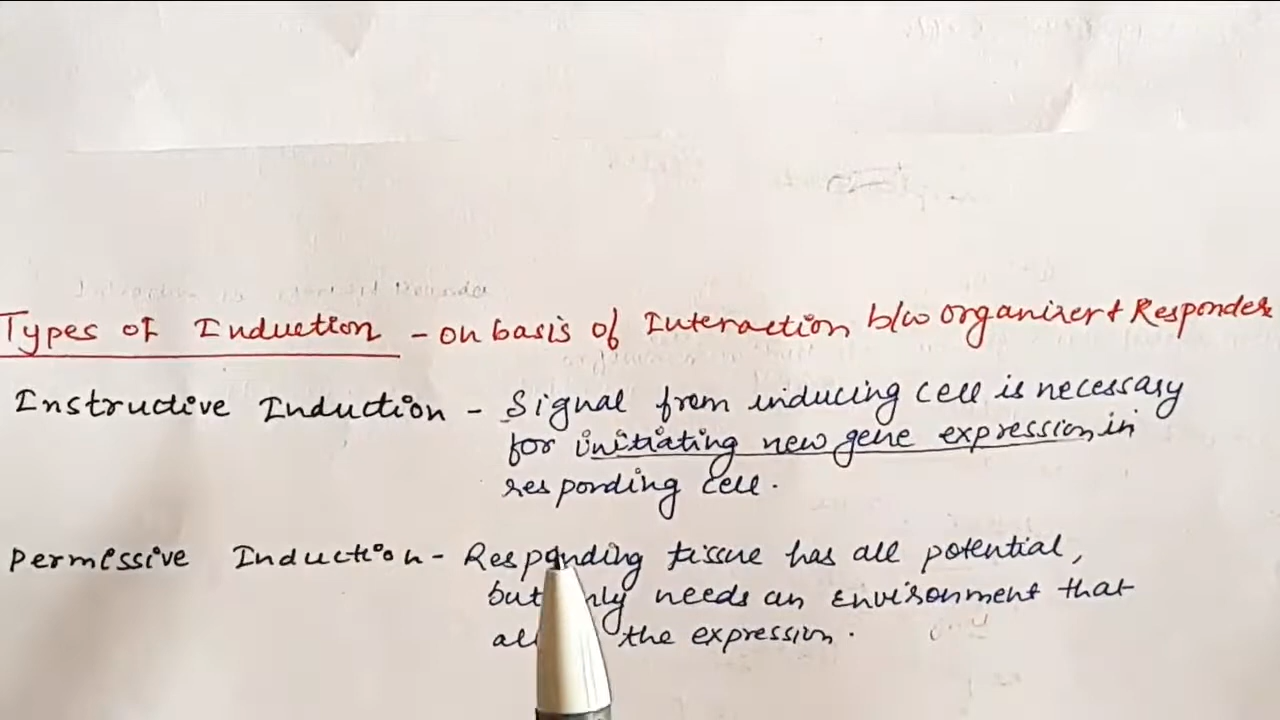 Types of Induction - on basis of Interaction b/w organizer & Responder
Instructive Induction - Signal from inducing cell is necessary
for initiating new gene expression in
responding cell.
Permissive Induction - Responding tissue has all potential,
but needs an environment that
the expression.